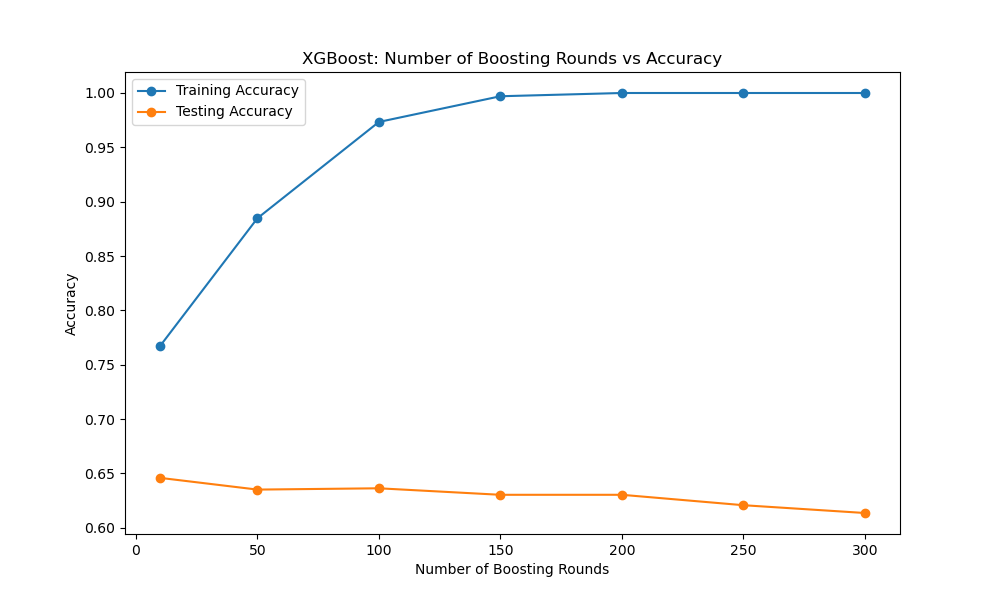 XGBoost: Number of Boosting Rounds vs Accuracy
Training Accuracy
Testing Accuracy
1.00
0.95
0.90
0.85
0.80
0.75
0.70
0.65
0.60
Accuracy
0 50 100 150 200 250 300
Number of Boosting Rounds